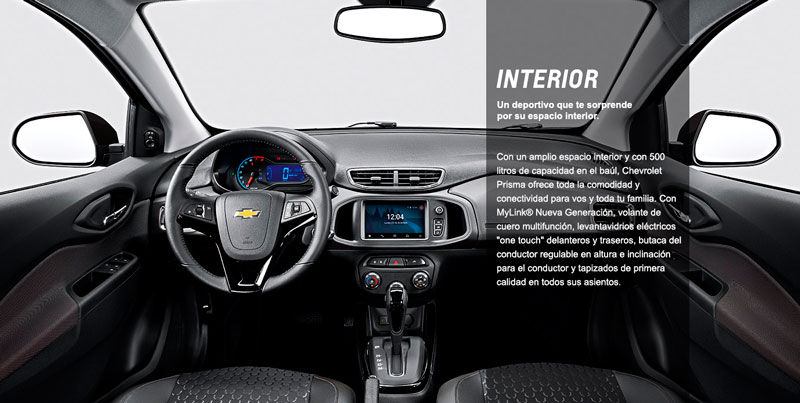 INTERIOR
Un deportivo que te sorprende
por su espacio interior.
Con un amplio espacio interior y con 500
litros de capacidad en el baúl, Chevrolet
Prisma ofrece toda la comodidad y
conectividad para vos y toda tu familia. Con
MyLink® Nueva Generación, volante de
cuero multifunción, levantavidrios eléctricos
"one touch" delanteros y traseros, butaca del
conductor regulable en altura e inclinación
para el conductor y tapizados de primera
calidad en todos sus asientos.
12:04
0